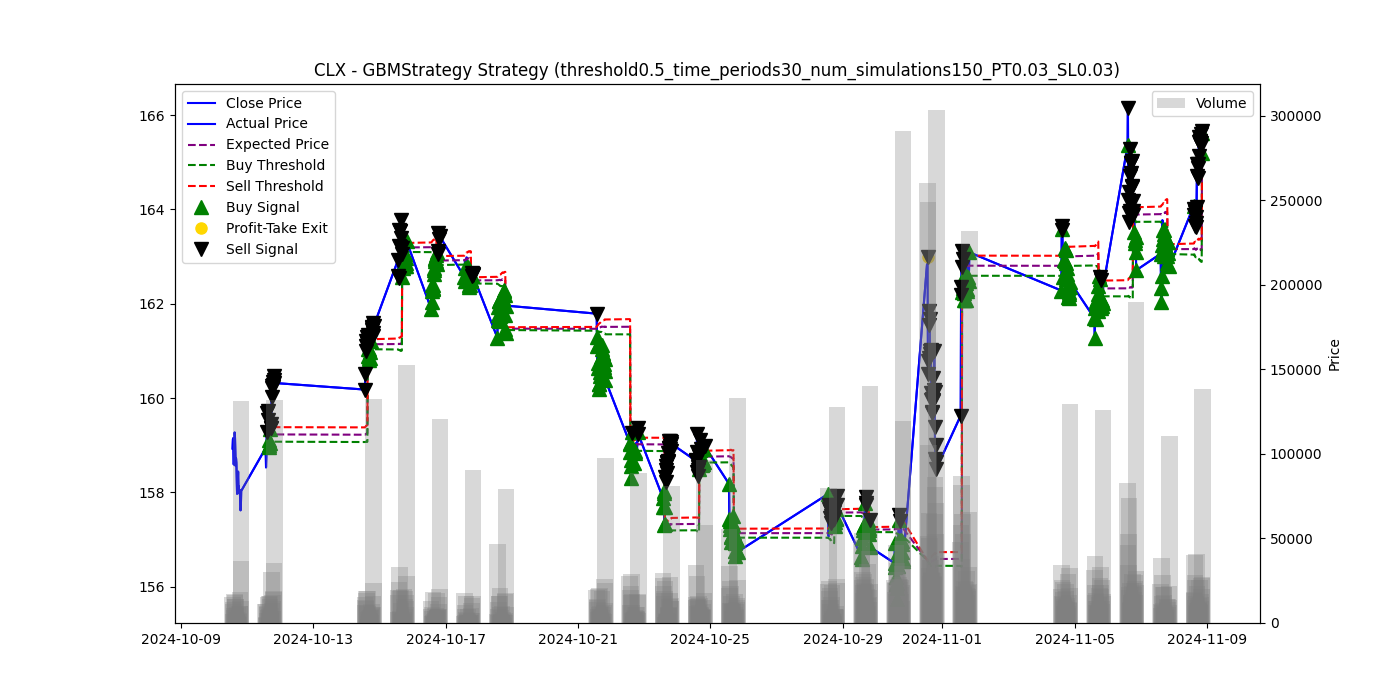 CLX - GBMStrategy Strategy (threshold0.5_time_periods30_num_simulations150_PT0.03_SL0.03)
Close Price
Actual Price
Expected Price
Buy Threshold
Sell Threshold
Buy Signal
Profit-Take Exit
Sell Signal
Volume
166
164
162
160
158
156
300000
250000
200000
150000
100000
50000
0
Price
2024-10-09
2024-10-13
2024-10-17
2024-10-21
2024-10-25
2024-10-29
2024-11-01
2024-11-05
2024-11-09